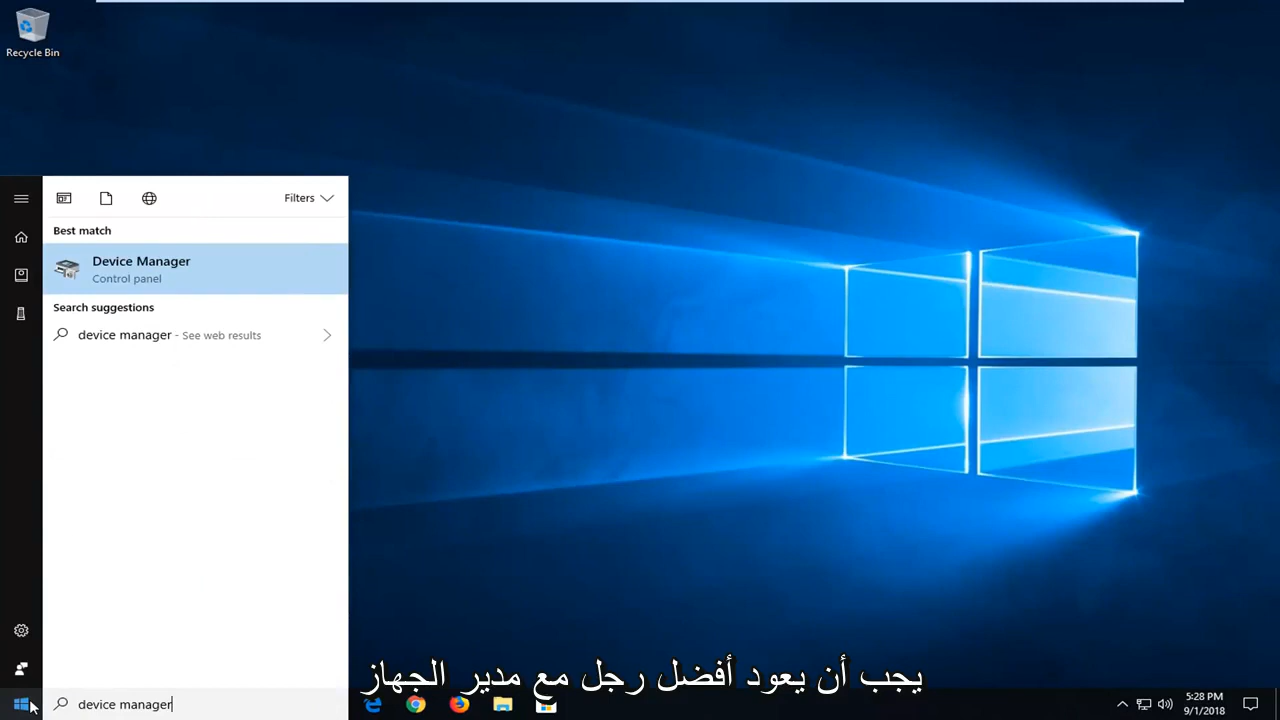 Recycle Bin
Filters
Best match
Device Manager
Control panel
Search suggestions
device manager - See web results
يجب أن يعود أفضل رجل مع مدير الجهاز
device manager
5:28 PM
9/1/2018